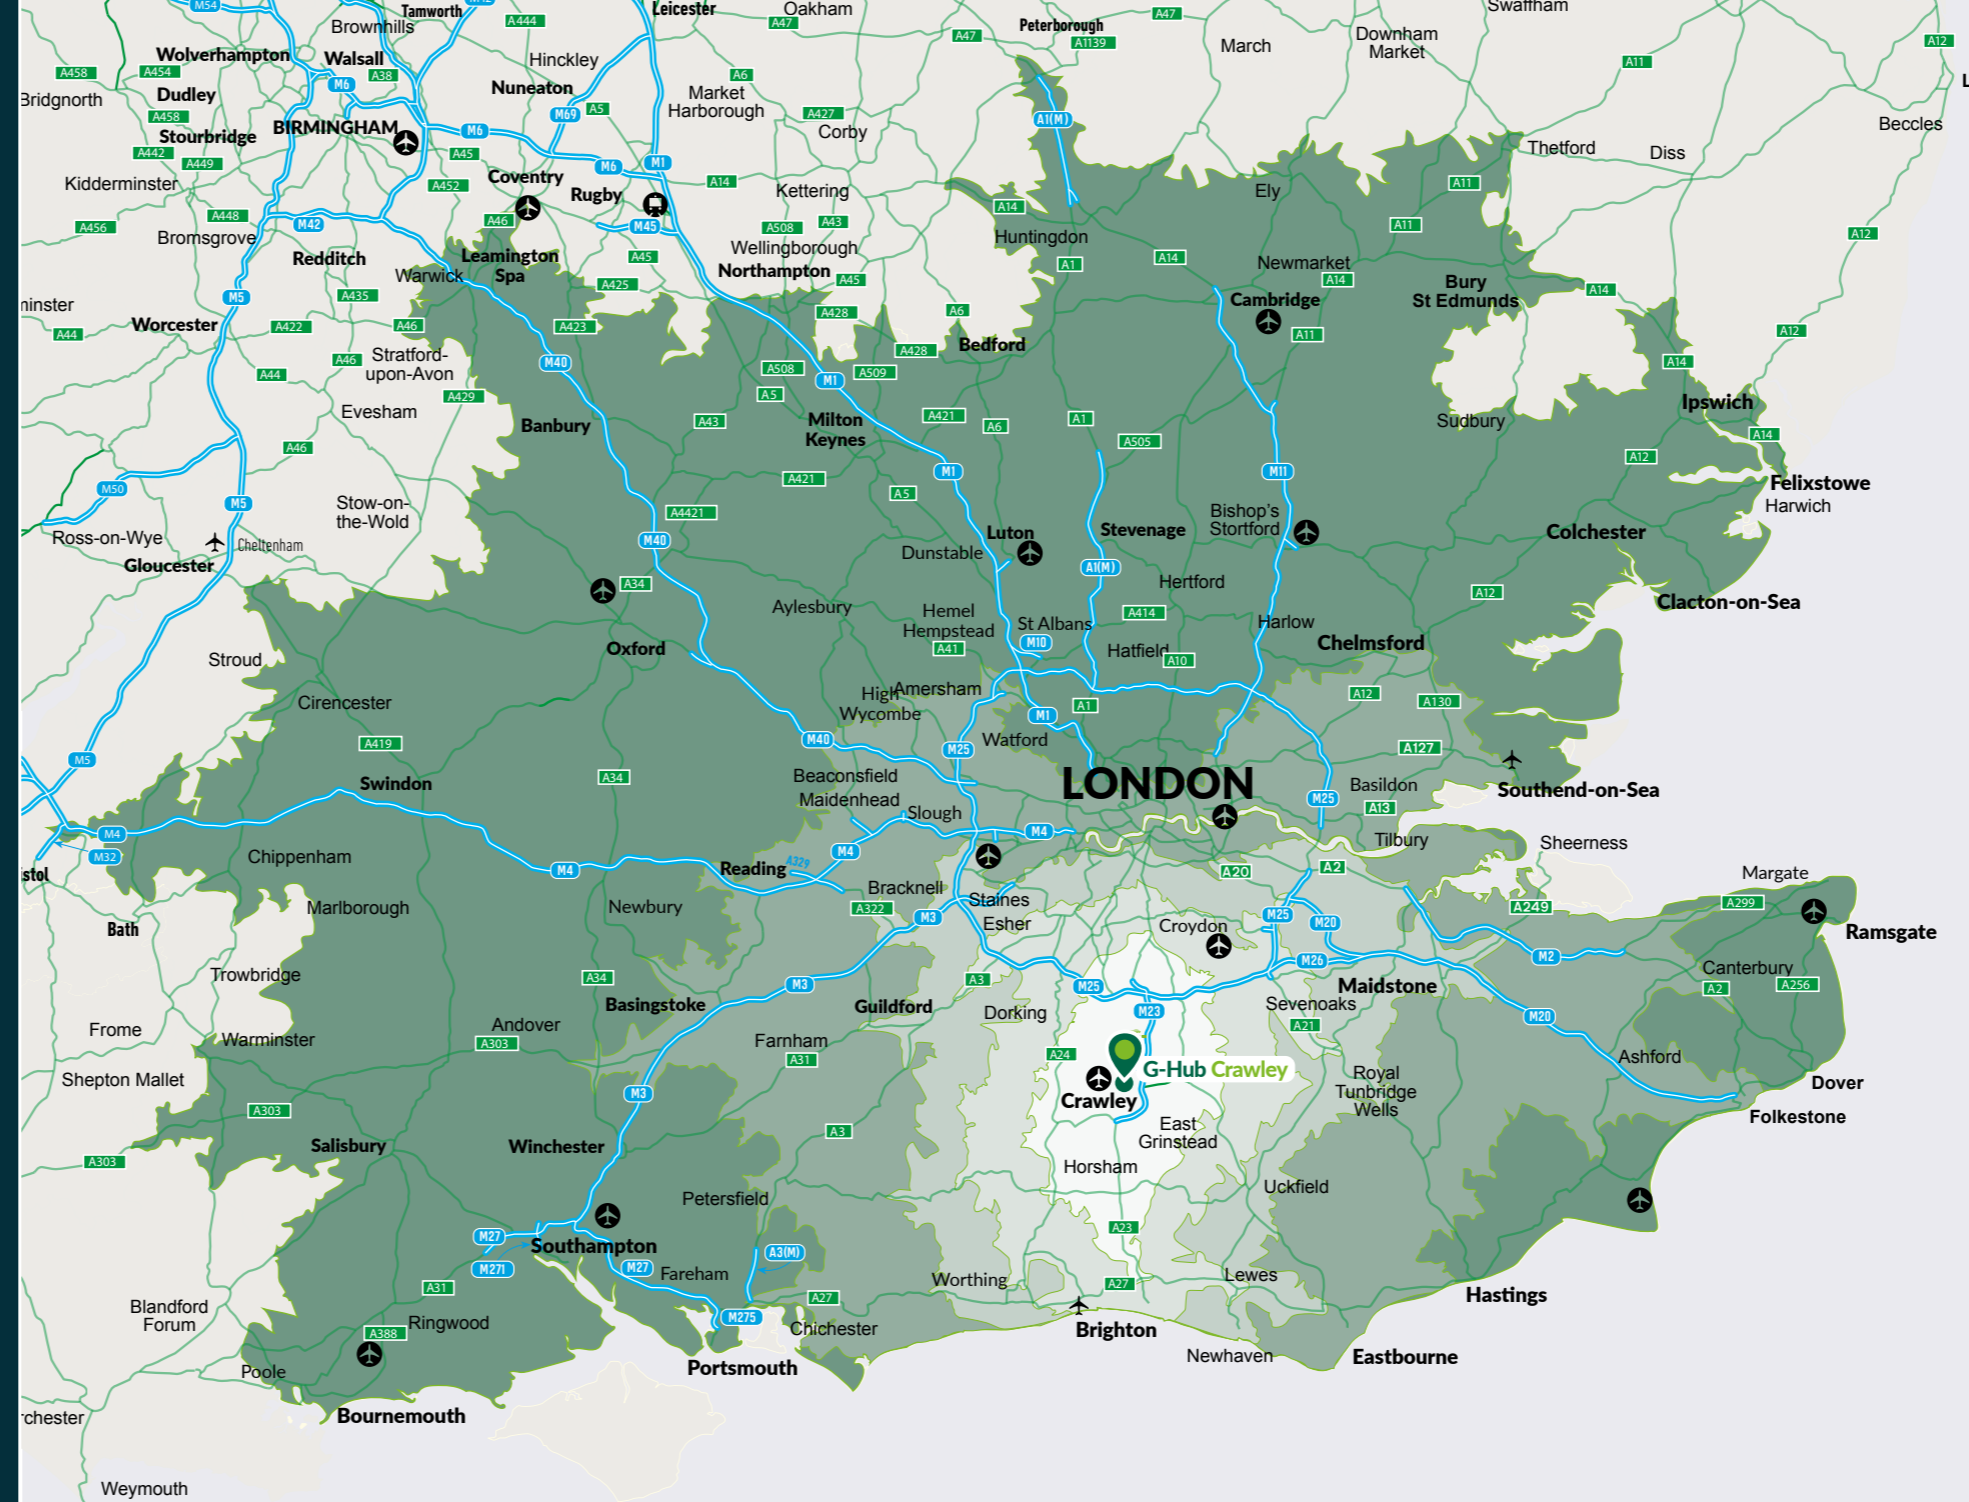 M54
Tamworth
M42
Leicester
Oakham
Swaffham
Brownhills
A444
A47
A47
A47
Peterborough
A1139
March
Downham
Market
A11
A12
Wolverhampton
Walsall
Hinckley
A458
A454
A38
M6
Nuneaton
A6
Market
Harborough
Bridgnorth
Dudley
A458
M69
A5
A427
Corby
A1(M)
Beccles
Stourbridge
BIRMINGHAM
M6
A442
A449
A45
M6
M1
Thetford
Diss
Kidderminster
A452
Coventry
Rugby
A14
Kettering
Ely
A11
A456
A448
M42
A46
M45
A508
A43
A14
A11
A12
Bromsgrove
Redditch
Warwick
Leamington
Spa
A45
Wellingborough
Huntingdon
A14
Northampton
A45
A1
Newmarket
A14
Bury
St Edmunds
A14
minster
M5
A435
A425
A428
A6
Cambridge
A44
Worcester
A422
A46
A423
A11
A12
Bedford
A428
Stratford-
upon-Avon
A46
A44
M40
A508
M1
A509
A14
A429
A5
Ipswich
Evesham
Banbury
A43
Milton
Keynes
A421
A6
A1
A505
Sudbury
A14
A46
A421
M1
M11
A12
Felixstowe
M50
M5
Stow-on-
the-Wold
A4421
A5
Bishop's
Stortford
Harwich
Ross-on-Wye
Cheltenham
M40
Dunstable
Luton
Stevenage
Colchester
Gloucester
A34
A1(M)
Hertford
A12
Aylesbury
Hemel
Hempstead
A414
Clacton-on-Sea
St Albans
M10
Harlow
Oxford
A41
Hatfield
A10
Chelmsford
Stroud
Cirencester
High
Wycombe
Amersham
A12
A130
A1
M1
A419
M40
M25
Watford
A127
M5
Swindon
A34
Beaconsfield
LONDON
Basildon
Southend-on-Sea
Maidenhead
Slough
M25
A13
M4
M32
M4
Tilbury
Sheerness
Chippenham
M4
Reading
A329
M4
A20
A2
istol
Margate
Bracknell
Marlborough
Newbury
A322
M3
Staines
Esher
M25
M20
A249
A299
Bath
Croydon
Ramsgate
M26
M2
Trowbridge
A34
M3
A3
M25
Maidstone
Canterbury
A2
A256
Basingstoke
Guildford
Dorking
M23
Sevenoaks
A21
M20
Frome
Warminster
Andover
A303
Farnham
A31
A24
Ashford
Shepton Mallet
G-Hub Crawley
Royal
Tunbridge
Wells
Dover
M3
Crawley
A303
East
Grinstead
Folkestone
A303
Salisbury
Winchester
A3
Horsham
Petersfield
Uckfield
M27
Southampton
A23
M271
M27
A3(M)
Fareham
Worthing
A27
Lewes
A31
A27
Hastings
Blandford
Forum
Ringwood
A388
M275
Chichester
Brighton
Newhaven
Eastbourne
Poole
Portsmouth
Bournemouth
rchester
Weymouth